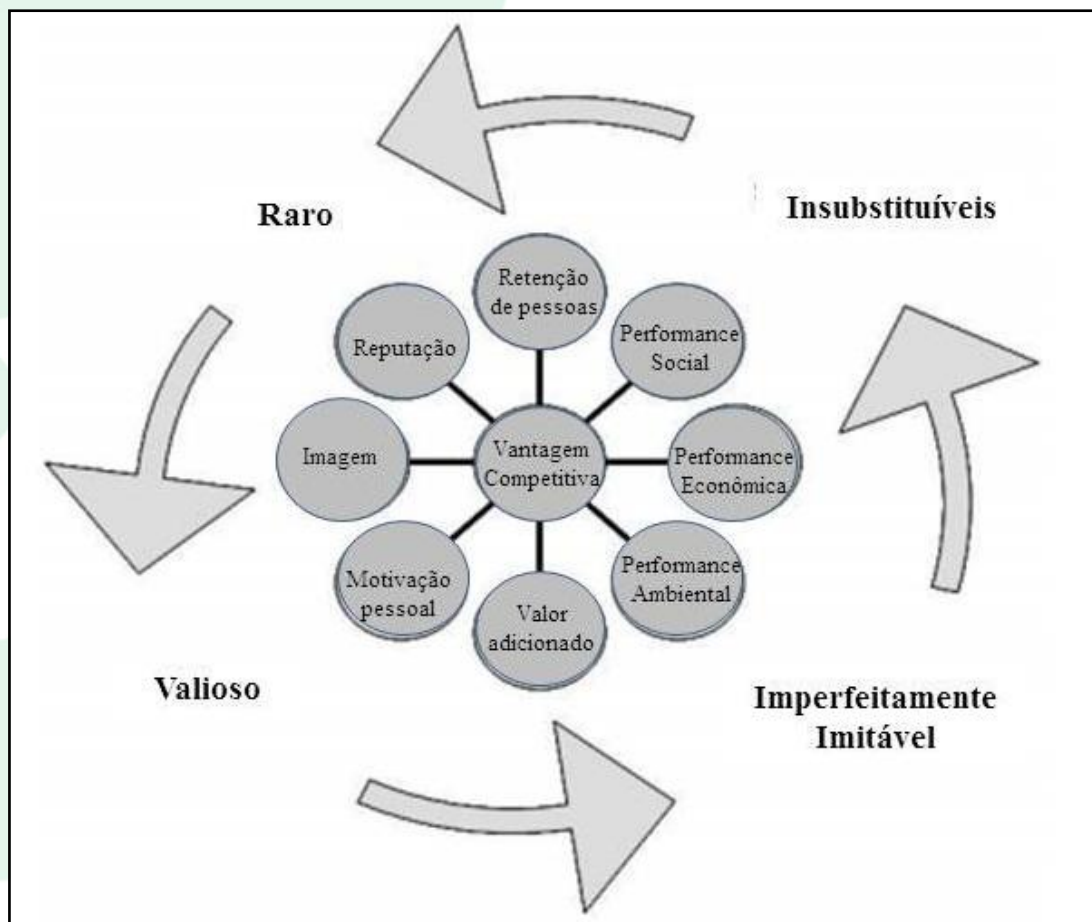 Raro
Insubstituíveis
Retenção
de pessoas
Reputação
Performance
Social
Imagem
Vantagem
Competitiva
Performance
Econômica
Motivação
pessoal
Valor
adicionado
Performance
Ambiental
Valioso
Imperfeitamente
Imitável